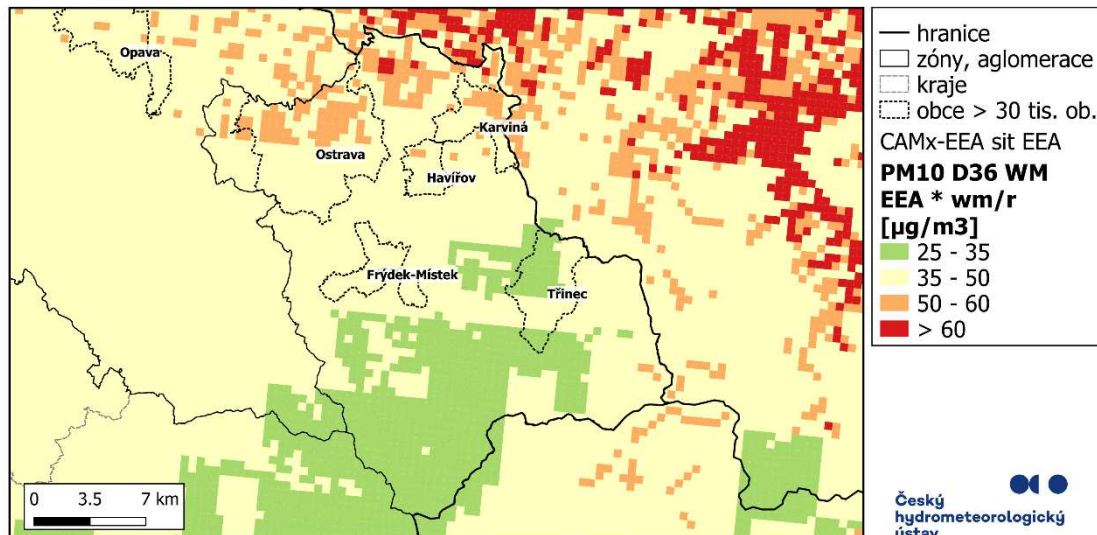 Opava
Ostrava
Karviná
Havířov
Frýdek-Místek
Třinec
0 3.5 7 km
hranice
zóny, aglomerace
kraje
obce > 30 tis. ob.
CAMx-EEA sit EEA
PM10 D36 WM
EEA * wm/r
[µg/m3]
25 - 35
35 - 50
50 - 60
> 60
Český
hydrometeorologický
ústav